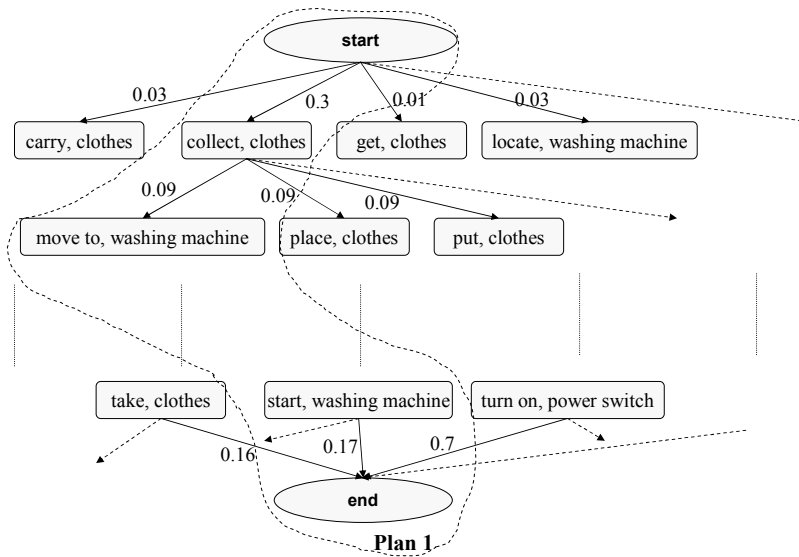 start
0.03
0.3
0.01
0.03
carry, clothes
collect, clothes
get, clothes
locate, washing machine
0.09
0.09
0.09
move to, washing machine
place, clothes
put, clothes
take, clothes
start, washing machine
turn on, power switch
0.16
0.17
0.7
end
Plan 1